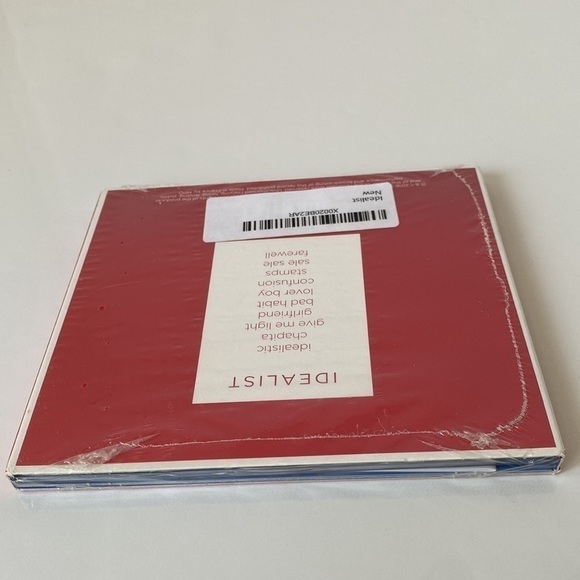 IDEALIST
idealistic
chapita
give me light
girlfriend
bad habit
lover boy
confusion
stamps
sale sale
farewell
X0020BE2AR
Idealist
New